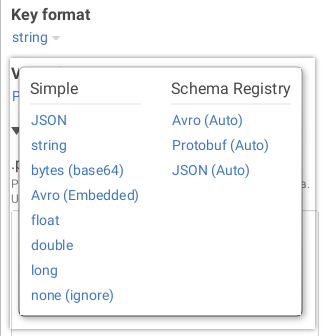 Key format
string
Simple
JSON
string
bytes (base64)
Avro (Embedded)
float
double
long
none (ignore)
Schema Registry
Avro (Auto)
Protobuf (Auto)
JSON (Auto)